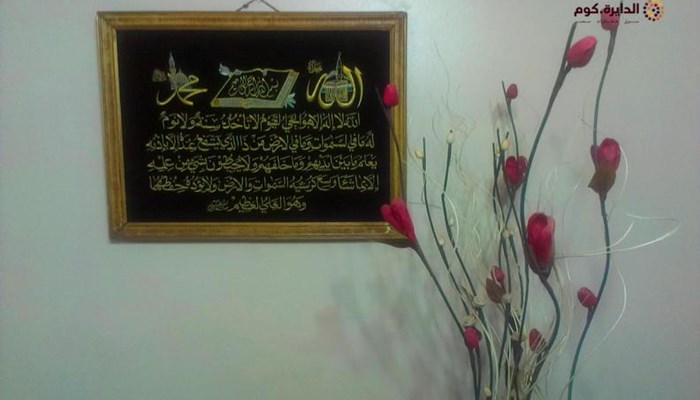 الدايرة.كوم
الله
بسم الله الرحمن الرحيم
محمد
الله لا إله إلا هو الحي القيوم لا تأخذه سنة ولا نوم
له ما في السموات وما في الأرض من ذا الذي يشفع عنده إلا بإذنه
يعلم ما بين أيديهم وما خلفهم ولا يحيطون بشيء من علمه
إلا بما شاء وسع كرسيه السموات والأرض ولا يؤده حفظهما
وهو العلي العظيم